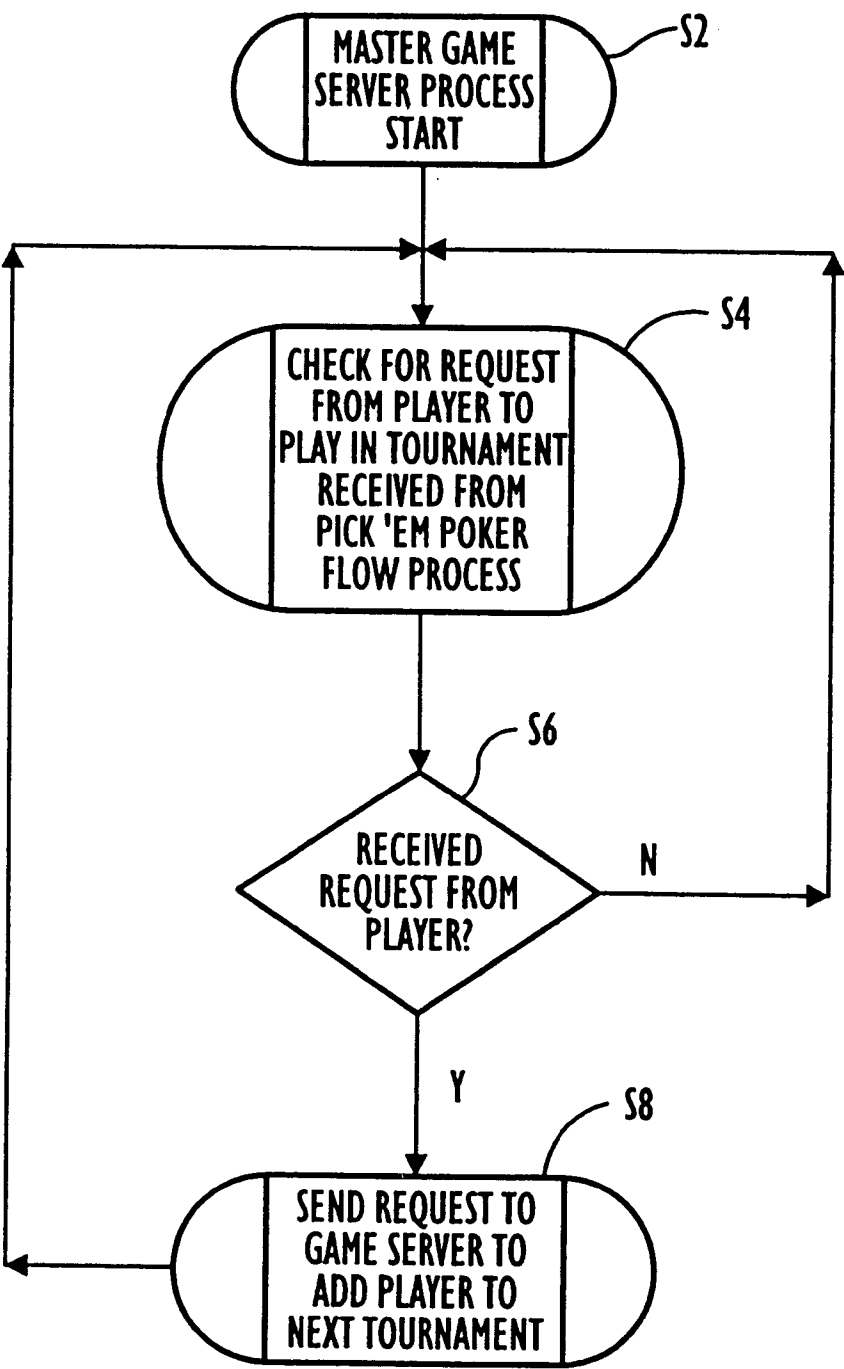 MASTER GAME
SERVER PROCESS
START
S2
CHECK FOR REQUEST
FROM PLAYER TO
PLAY IN TOURNAMENT
RECEIVED FROM
PICK 'EM POKER
FLOW PROCESS
S4
RECEIVED
REQUEST FROM
PLAYER?
S6
N
Y
SEND REQUEST TO
GAME SERVER TO
ADD PLAYER TO
NEXT TOURNAMENT
S8